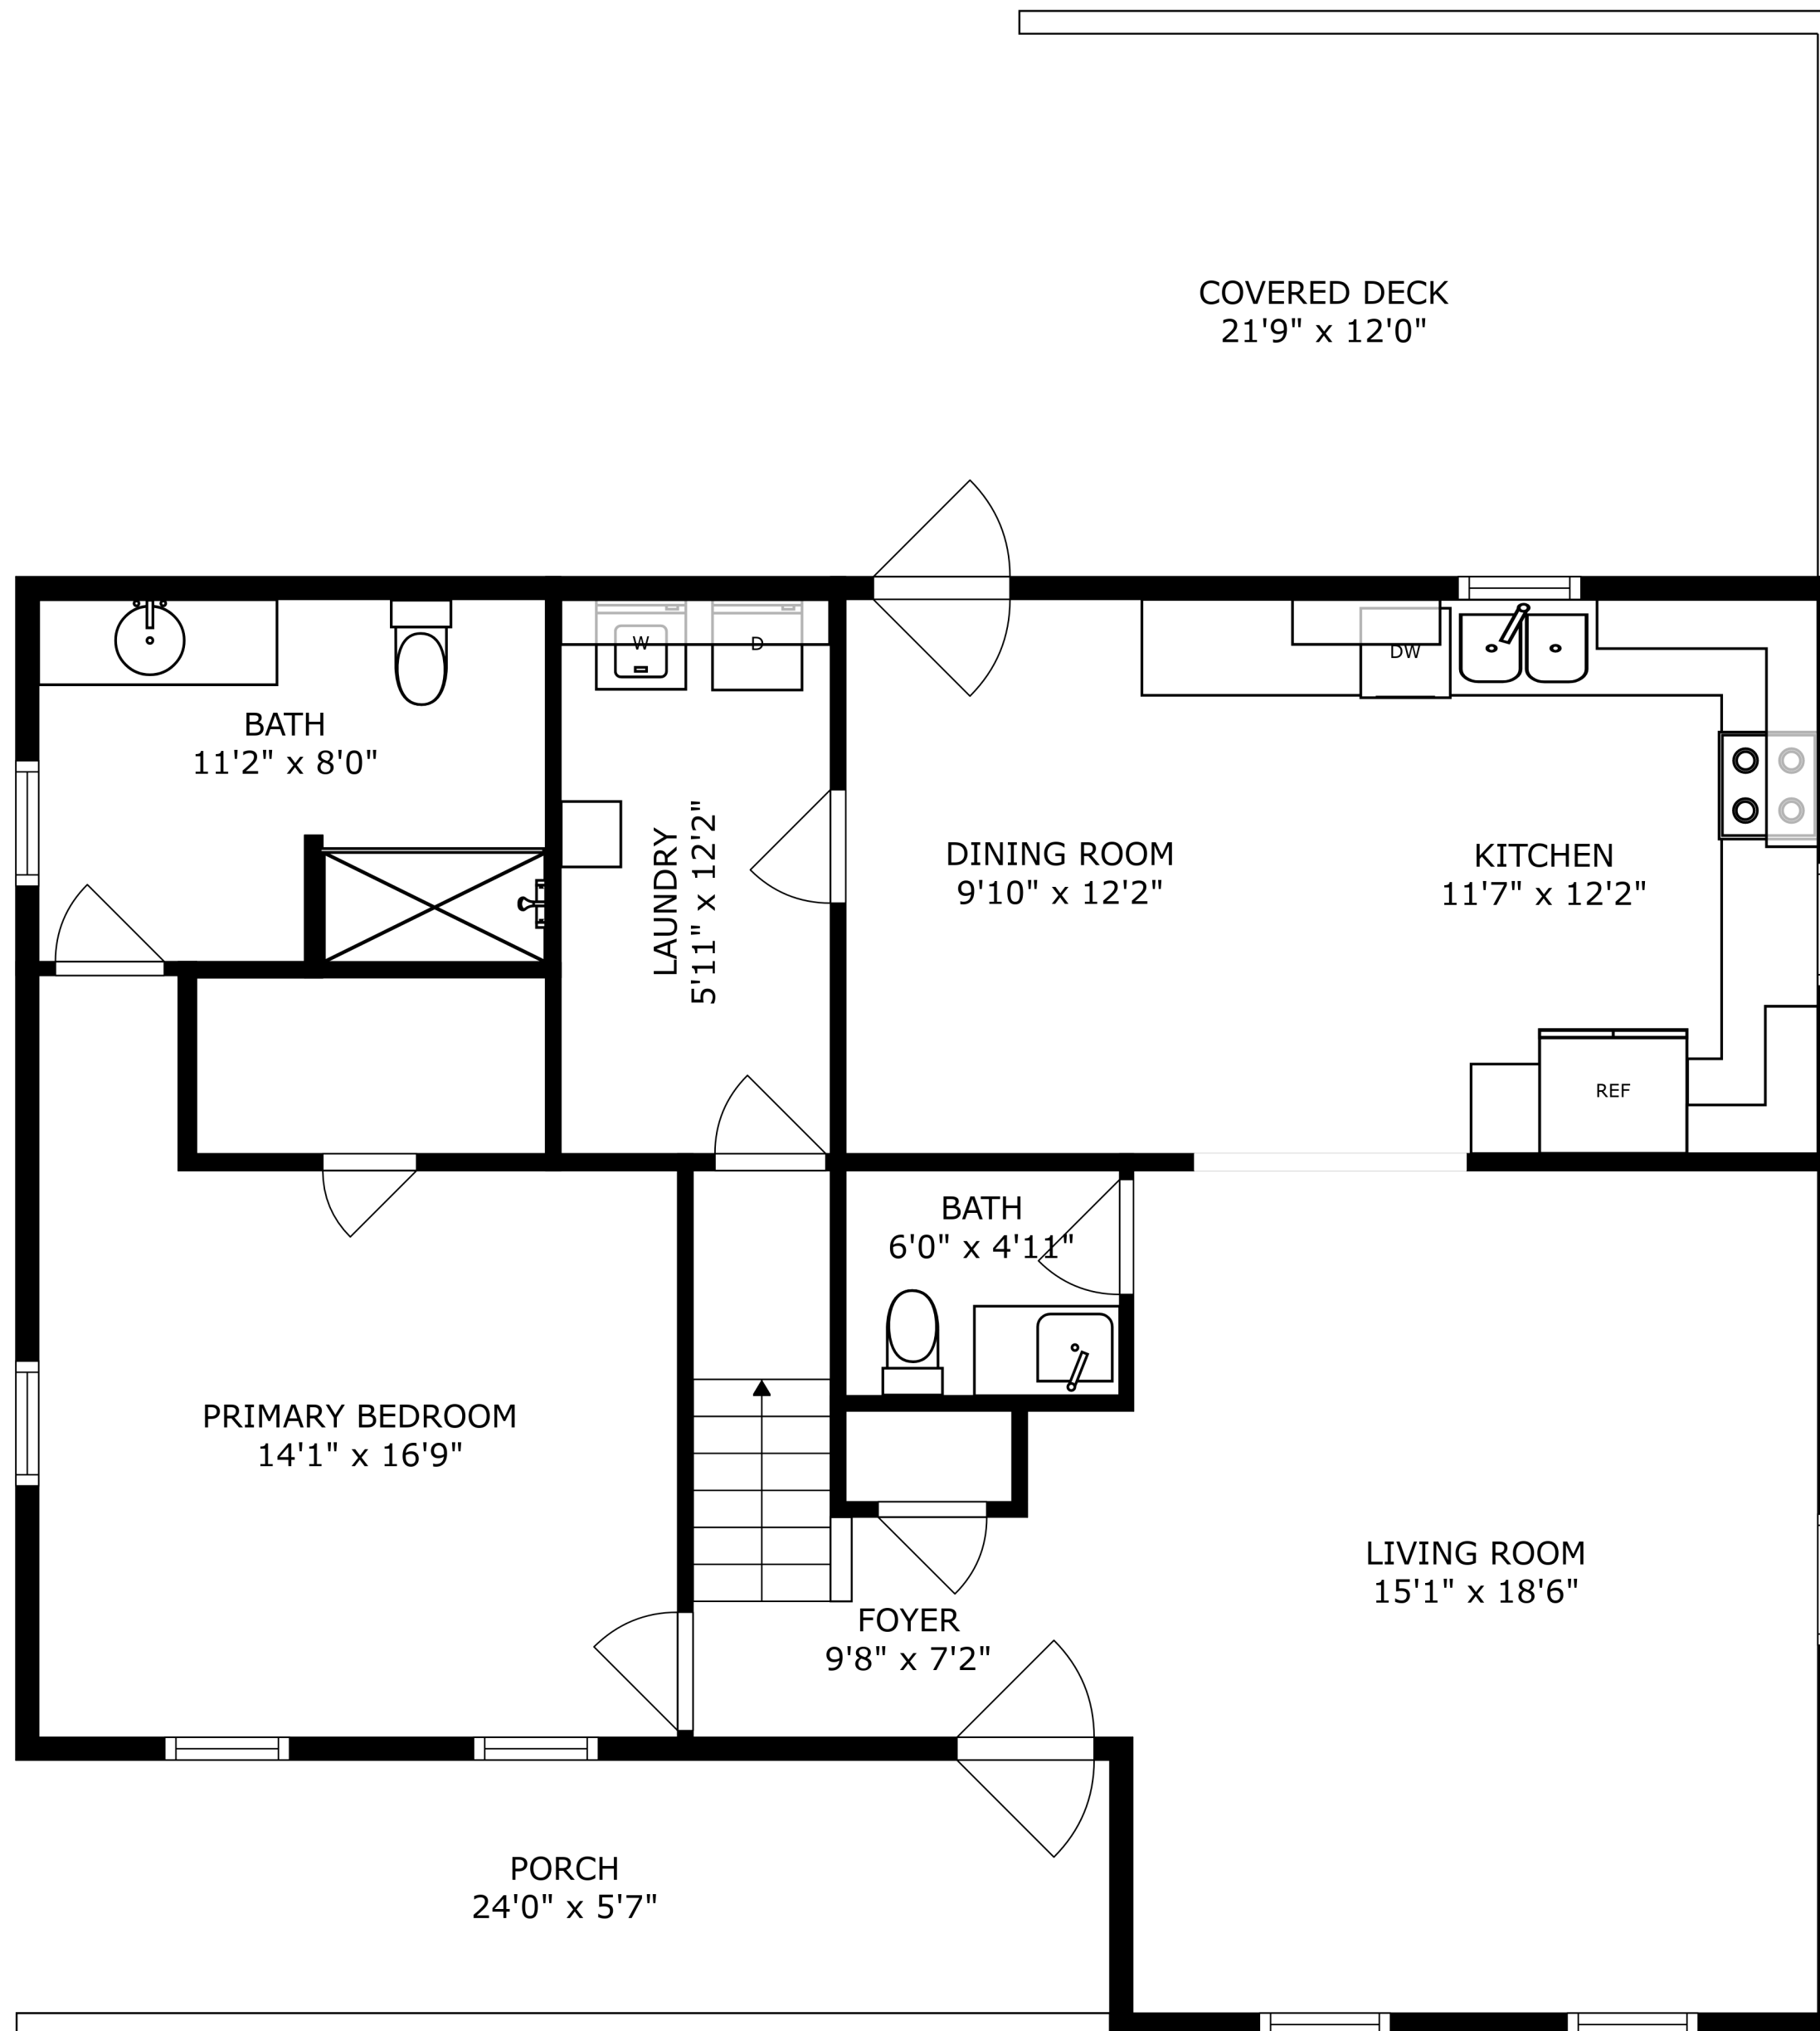 COVERED DECK
21'9" x 12'0"
W
D
DW
BATH
11'2" x 8'0"
LAUNDRY
5'11" x 12'2"
DINING ROOM
9'10" x 12'2"
KITCHEN
11'7" x 12'2"
REF
BATH
6'0" x 4'11"
PRIMARY BEDROOM
14'1" x 16'9"
LIVING ROOM
15'1" x 18'6"
FOYER
9'8" x 7'2"
PORCH
24'0" x 5'7"